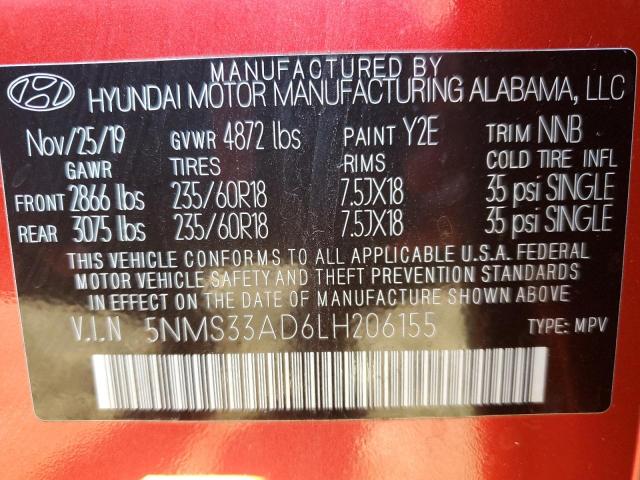 MANUFACTURED BY
HYUNDAI MOTOR MANUFACTURING ALABAMA, LLC
Nov/25/19 GVWR 4872 lbs PAINT Y2E TRIM NNB
GAWR TIRES RIMS COLD TIRE INFL
FRONT 2866 lbs 235/60R18 7.5JX18 35 psi SINGLE
REAR 3075 lbs 235/60R18 7.5JX18 35 psi SINGLE
THIS VEHICLE CONFORMS TO ALL APPLICABLE U.S.A. FEDERAL
MOTOR VEHICLE SAFETY AND THEFT PREVENTION STANDARDS
IN EFFECT ON THE DATE OF MANUFACTURE SHOWN ABOVE.
V.I.N 5NMS33AD6LH206155 TYPE: MPV